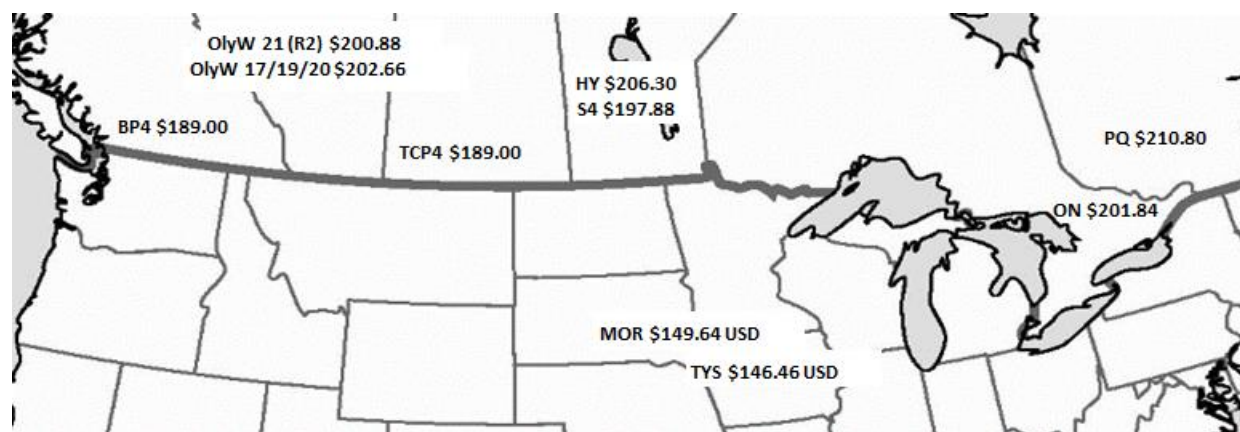 OlyW 21 (R2) $200.88
OlyW 17/19/20 $202.66
HY $206.30
S4 $197.88
BP4 $189.00
TCP4 $189.00
PQ $210.80
ON $201.84
MOR $149.64 USD
TYS $146.46 USD